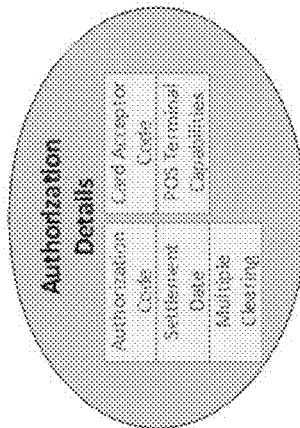 Authorization
Details
Authorization
Code
Card Acceptor
Code
Settlement
Date
POS Terminal
Capabilities
Multiple
Clearing